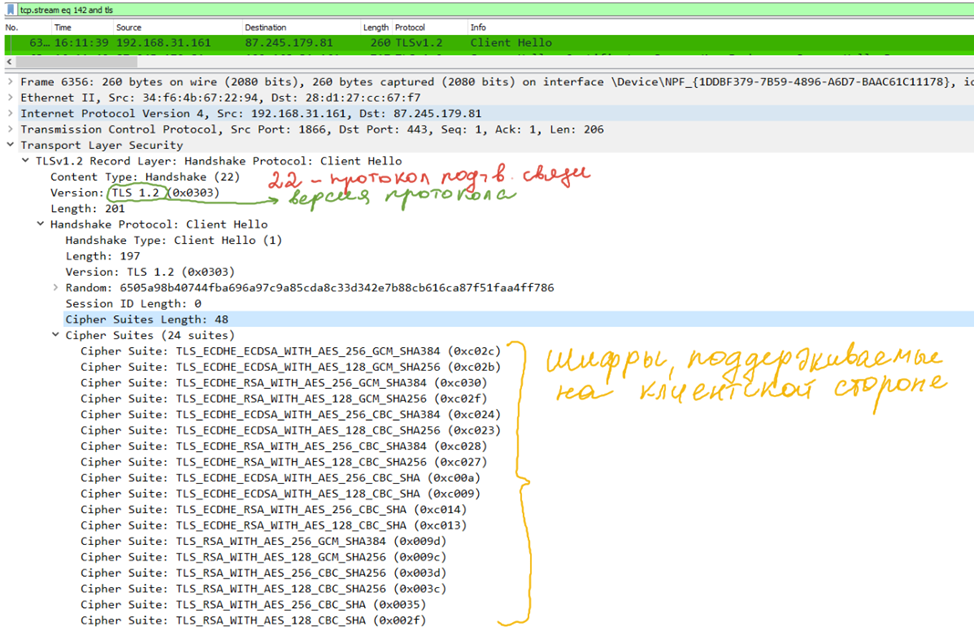 tcp.stream eq 142 and tls
No. Time Source Destination Length Protocol Info
63… 16:11:39 192.168.31.161 87.245.179.81 260 TLSv1.2 Client Hello
Frame 6356: 260 bytes on wire (2080 bits), 260 bytes captured (2080 bits) on interface \Device\NPF_{1DDBF379-7B59-4896-A6D7-BAAC61C11178}, id
Ethernet II, Src: 34:f6:4b:67:22:94, Dst: 28:d1:27:cc:67:f7
Internet Protocol Version 4, Src: 192.168.31.161, Dst: 87.245.179.81
Transmission Control Protocol, Src Port: 1866, Dst Port: 443, Seq: 1, Ack: 1, Len: 206
Transport Layer Security
TLSv1.2 Record Layer: Handshake Protocol: Client Hello
Content Type: Handshake (22)
22 – протокол подтв. связи
Version: TLS 1.2 (0x0303)
версия протокола
Length: 201
Handshake Protocol: Client Hello
Handshake Type: Client Hello (1)
Length: 197
Version: TLS 1.2 (0x0303)
Random: 6505a98b40744fba696a97c9a85cda8c33d342e7b88cb616ca87f51faa4ff786
Session ID Length: 0
Cipher Suites Length: 48
Cipher Suites (24 suites)
Cipher Suite: TLS_ECDHE_ECDSA_WITH_AES_256_GCM_SHA384 (0xc02c)
Cipher Suite: TLS_ECDHE_ECDSA_WITH_AES_128_GCM_SHA256 (0xc02b)
Cipher Suite: TLS_ECDHE_RSA_WITH_AES_256_GCM_SHA384 (0xc030)
Cipher Suite: TLS_ECDHE_RSA_WITH_AES_128_GCM_SHA256 (0xc02f)
Cipher Suite: TLS_ECDHE_ECDSA_WITH_AES_256_CBC_SHA384 (0xc024)
Cipher Suite: TLS_ECDHE_ECDSA_WITH_AES_128_CBC_SHA256 (0xc023)
Cipher Suite: TLS_ECDHE_RSA_WITH_AES_256_CBC_SHA384 (0xc028)
Cipher Suite: TLS_ECDHE_RSA_WITH_AES_128_CBC_SHA256 (0xc027)
Cipher Suite: TLS_ECDHE_ECDSA_WITH_AES_256_CBC_SHA (0xc00a)
Cipher Suite: TLS_ECDHE_ECDSA_WITH_AES_128_CBC_SHA (0xc009)
Cipher Suite: TLS_ECDHE_RSA_WITH_AES_256_CBC_SHA (0xc014)
Cipher Suite: TLS_ECDHE_RSA_WITH_AES_128_CBC_SHA (0xc013)
Cipher Suite: TLS_RSA_WITH_AES_256_GCM_SHA384 (0x009d)
Cipher Suite: TLS_RSA_WITH_AES_128_GCM_SHA256 (0x009c)
Cipher Suite: TLS_RSA_WITH_AES_256_CBC_SHA256 (0x003d)
Cipher Suite: TLS_RSA_WITH_AES_128_CBC_SHA256 (0x003c)
Cipher Suite: TLS_RSA_WITH_AES_256_CBC_SHA (0x0035)
Cipher Suite: TLS_RSA_WITH_AES_128_CBC_SHA (0x002f)
Шифры, поддерживаемые
на клиентской стороне